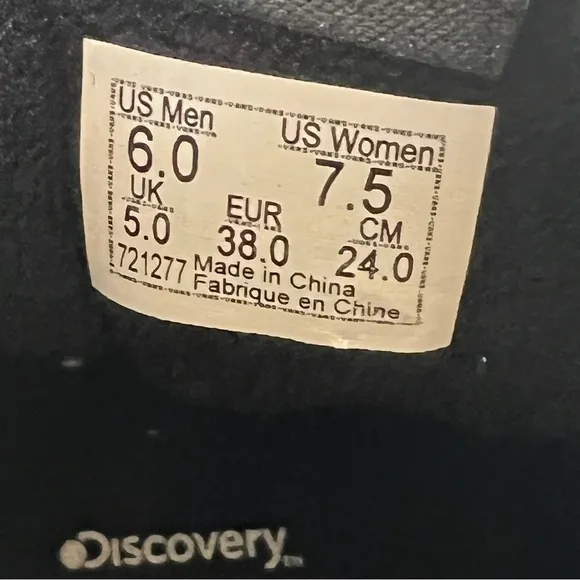 US Men US Women
6.0 7.5
UK EUR CM
5.0 38.0 24.0
721277 Made in China
Fabrique en Chine
Discovery